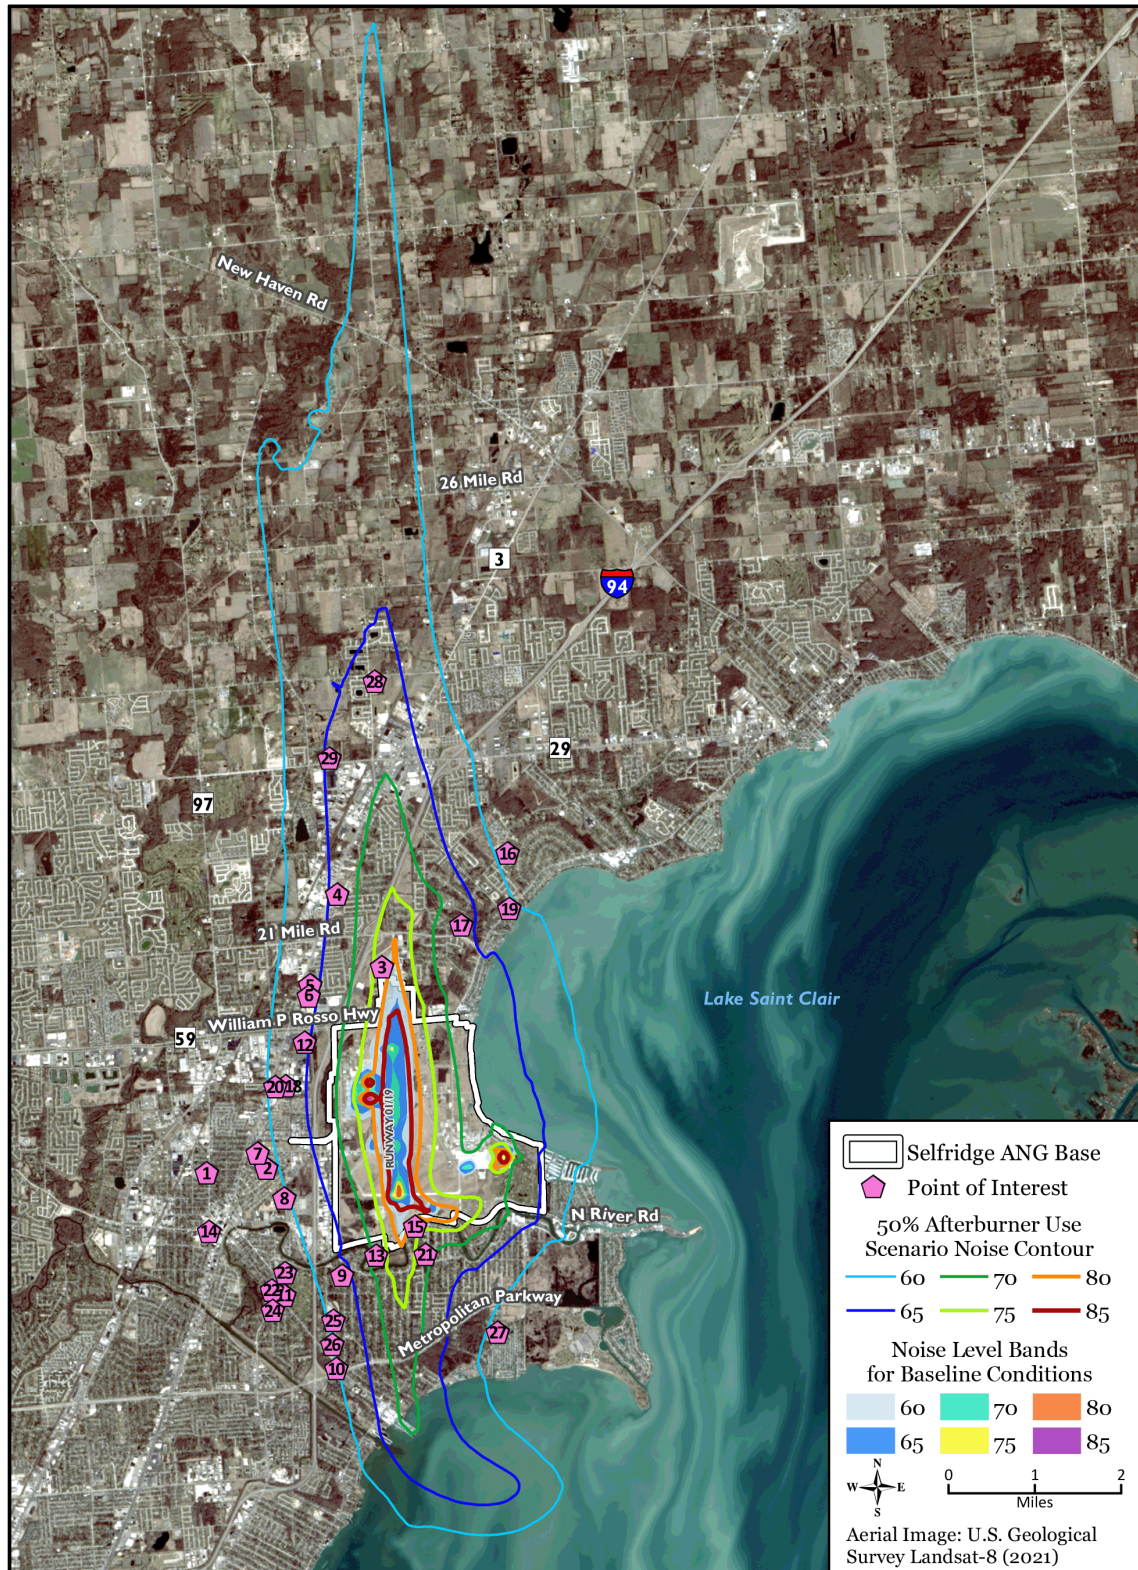 New Haven Rd
26 Mile Rd
3
94
28
29
29
97
16
4
19
17
21 Mile Rd
3
5
6
William P Rosso Hwy
59
12
20
18
Lake Saint Clair
RUNWAY 01/19
7
2
1
8
14
15
N River Rd
13
21
9
23
22
11
24
Metropolitan Parkway
25
27
26
10
Selfridge ANG Base
Point of Interest
50% Afterburner Use
Scenario Noise Contour
60 70 80
65 75 85
Noise Level Bands
for Baseline Conditions
60 70 80
65 75 85
N
W E
S
0 1 2
Miles
Aerial Image: U.S. Geological
Survey Landsat-8 (2021)